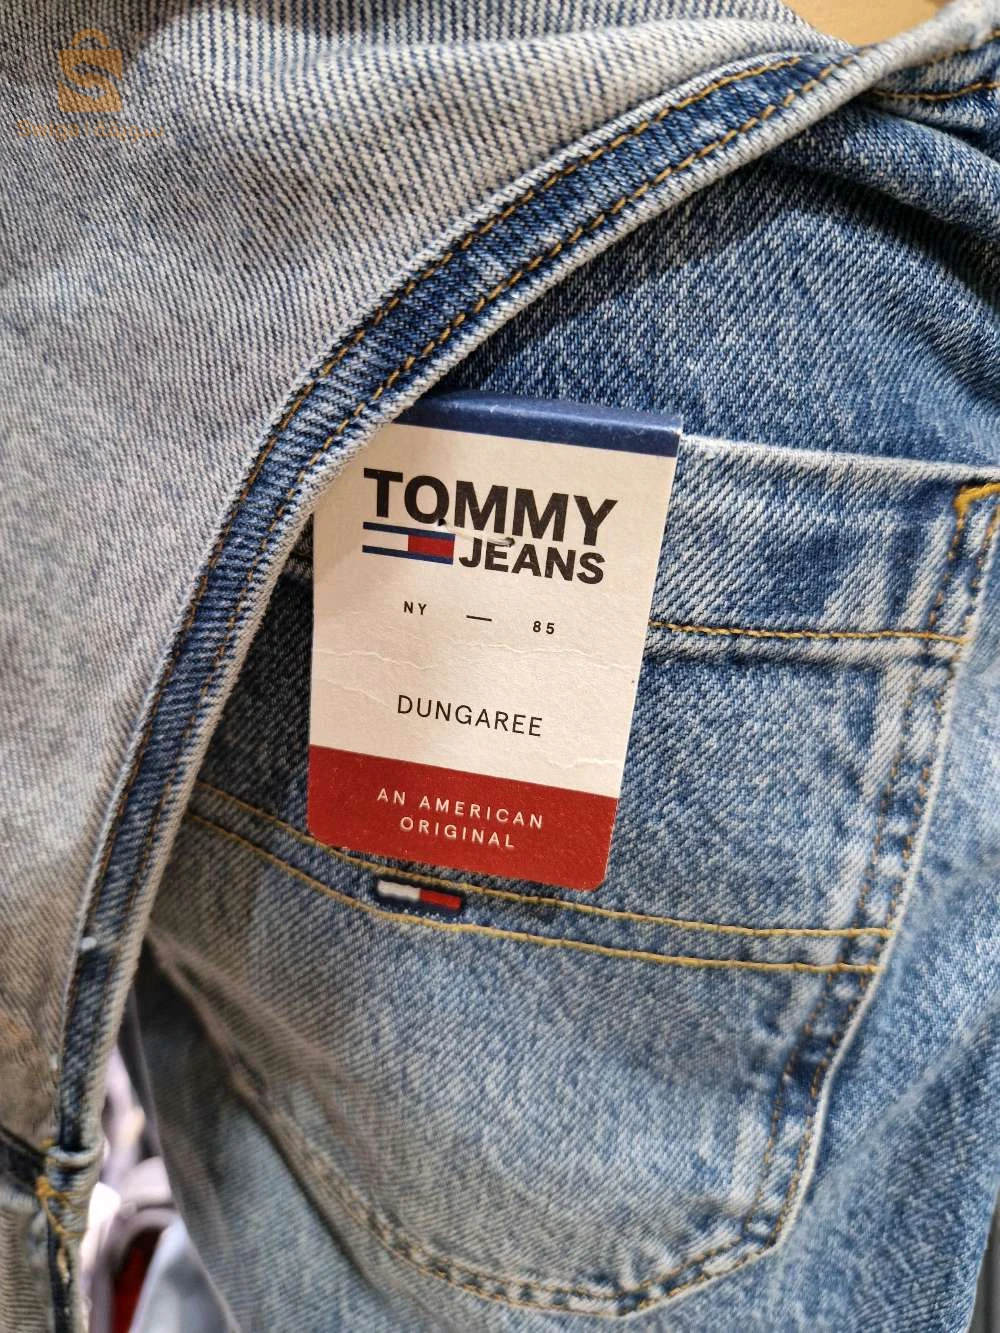 TOMMY
JEANS
NY — 85
DUNGAREE
AN AMERICAN
ORIGINAL